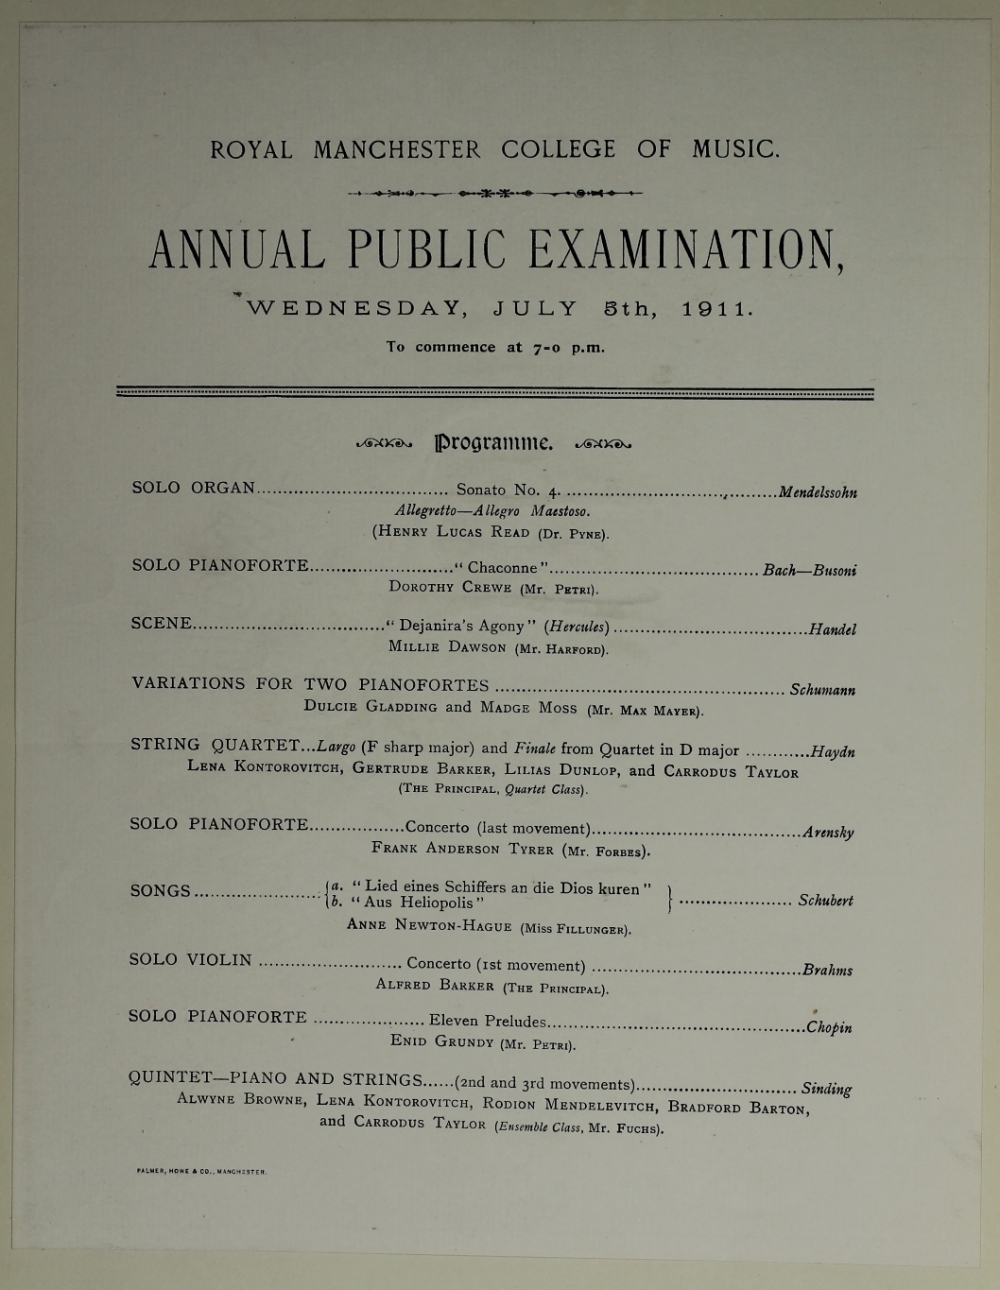 ROYAL MANCHESTER COLLEGE OF MUSIC.
ANNUAL PUBLIC EXAMINATION,
WEDNESDAY, JULY 5th, 1911.
To commence at 7-0 p.m.
Programme.
SOLO ORGAN................................ Sonato No. 4. ...................................Mendelssohn
Allegretto—Allegro Maestoso.
(HENRY LUCAS READ (Dr. PYNE).
SOLO PIANOFORTE........................" Chaconne "................................... Bach—Busoni
DOROTHY CREWE (Mr. PETRI).
SCENE................................" Dejanira's Agony" (Hercules) ................................Handel
MILLIE DAWSON (Mr. HARFORD).
VARIATIONS FOR TWO PIANOFORTES ................................................ Schumann
DULCIE GLADDING and MADGE MOSS (Mr. MAX MAYER).
STRING QUARTET...Largo (F sharp major) and Finale from Quartet in D major ...........Haydn
LENA KONTOROVITCH, GERTRUDE BARKER, LILIAS DUNLOP, and CARRODUS TAYLOR
(THE PRINCIPAL, Quartet Class).
SOLO PIANOFORTE................Concerto (last movement)...................................Arensky
FRANK ANDERSON TYRER (Mr. FORBES).
SONGS ..................... {a. " Lied eines Schiffers an die Dios kuren "
{b. " Aus Heliopolis " } .................... Schubert
ANNE NEWTON-HAGUE (Miss FILLUNGER).
SOLO VIOLIN ......................... Concerto (1st movement) ...................................Brahms
ALFRED BARKER (THE PRINCIPAL).
SOLO PIANOFORTE ................... Eleven Preludes...........................................Chopin
ENID GRUNDY (Mr. PETRI).
QUINTET—PIANO AND STRINGS......(2nd and 3rd movements)........................... Sinding
ALWYNE BROWNE, LENA KONTOROVITCH, RODION MENDELEVITCH, BRADFORD BARTON,
and CARRODUS TAYLOR (Ensemble Class, Mr. FUCHS).
PALMER, HOWE & CO., MANCHESTER.